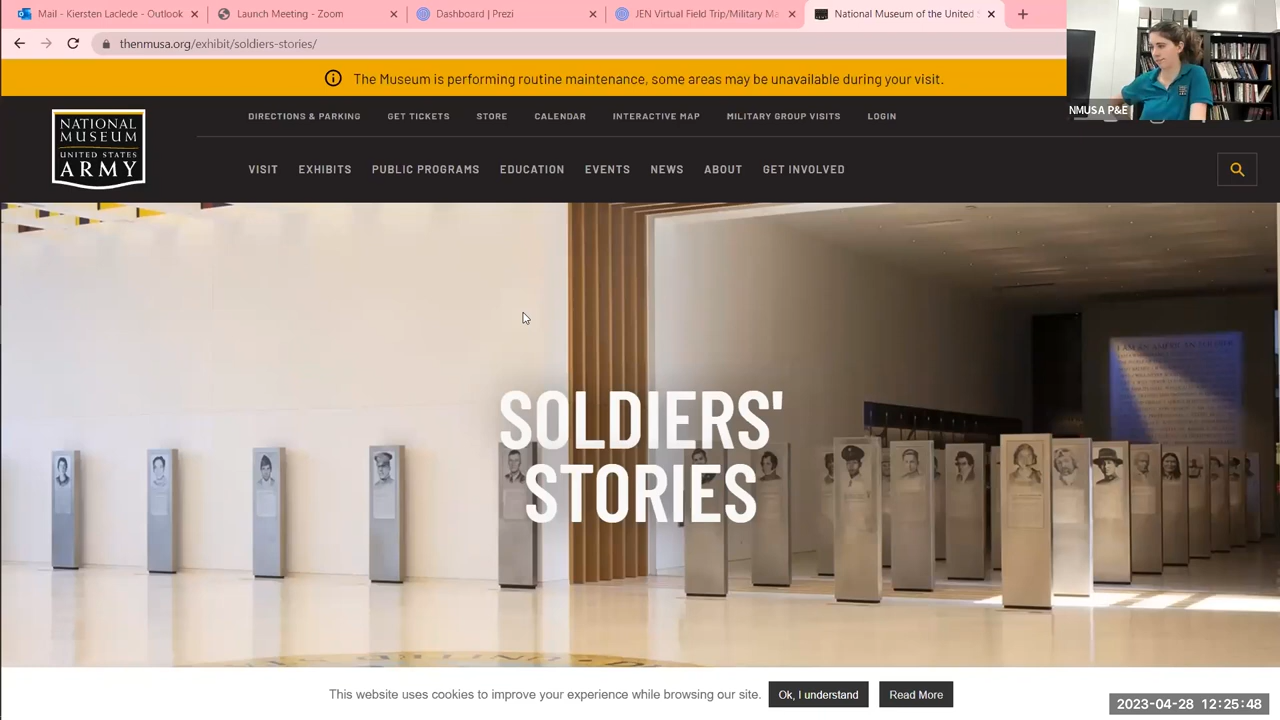 Mail - Kiersten Laclede - Outlook
Launch Meeting - Zoom
Dashboard | Prezi
JEN Virtual Field Trip/Military Ma
National Museum of the United
thenmusa.org/exhibit/soldiers-stories/
The Museum is performing routine maintenance, some areas may be unavailable during your visit.
NMUSA P&E
DIRECTIONS & PARKING GET TICKETS STORE CALENDAR INTERACTIVE MAP MILITARY GROUP VISITS LOGIN
NATIONAL
MUSEUM
UNITED STATES
ARMY
VISIT EXHIBITS PUBLIC PROGRAMS EDUCATION EVENTS NEWS ABOUT GET INVOLVED
SOLDIERS'
STORIES
This website uses cookies to improve your experience while browsing our site. Ok, I understand Read More
2023-04-28 12:25:48